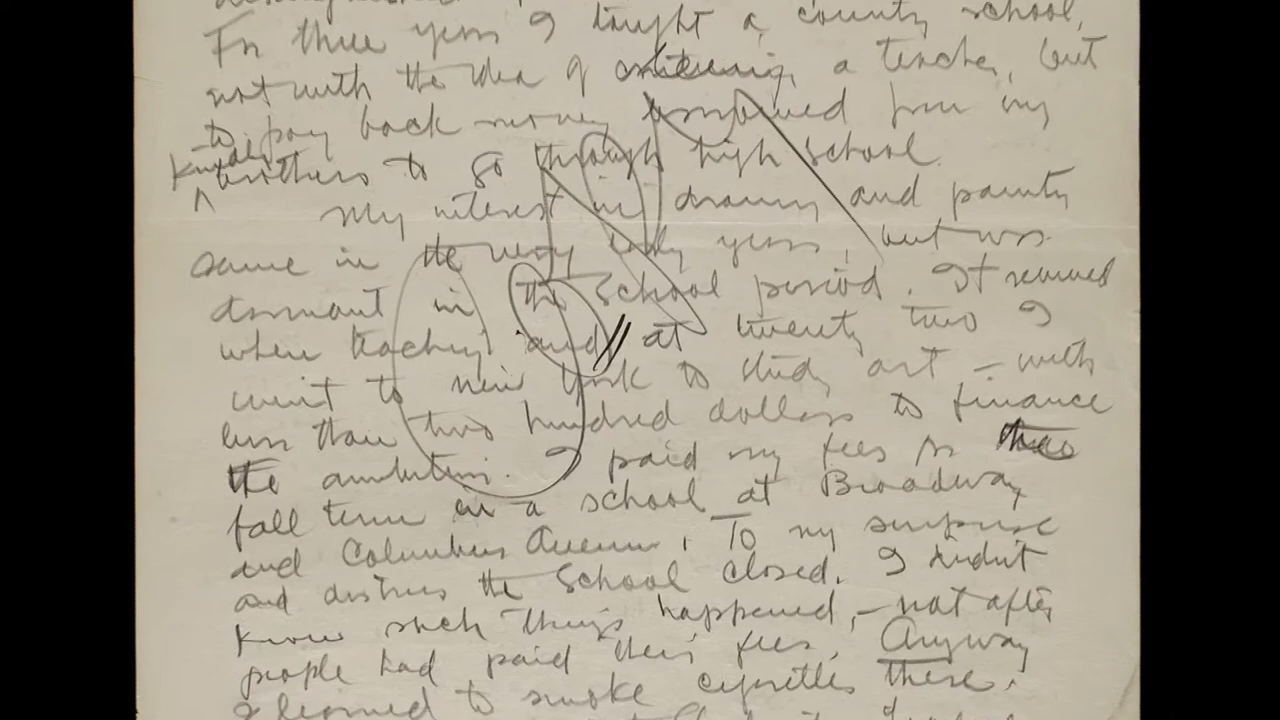 For three years I taught a county school,
not with the idea of continuing a teacher, but
to pay back money borrowed from my
brothers to go through high school.
My interest in drawing and painting
came in the very early years, but was
dormant in the school period. It revived
when teaching and // at twenty two I
went to New York to study art – with
less than two hundred dollars to finance
the ambition. I paid my fees for
fall term in a school at Broadway
and Columbus Avenue. To my surprise
and distress the school closed. I didnt
know such things happened, – not after
people had paid their fees. Anyway
I learned to smoke cigarettes there.